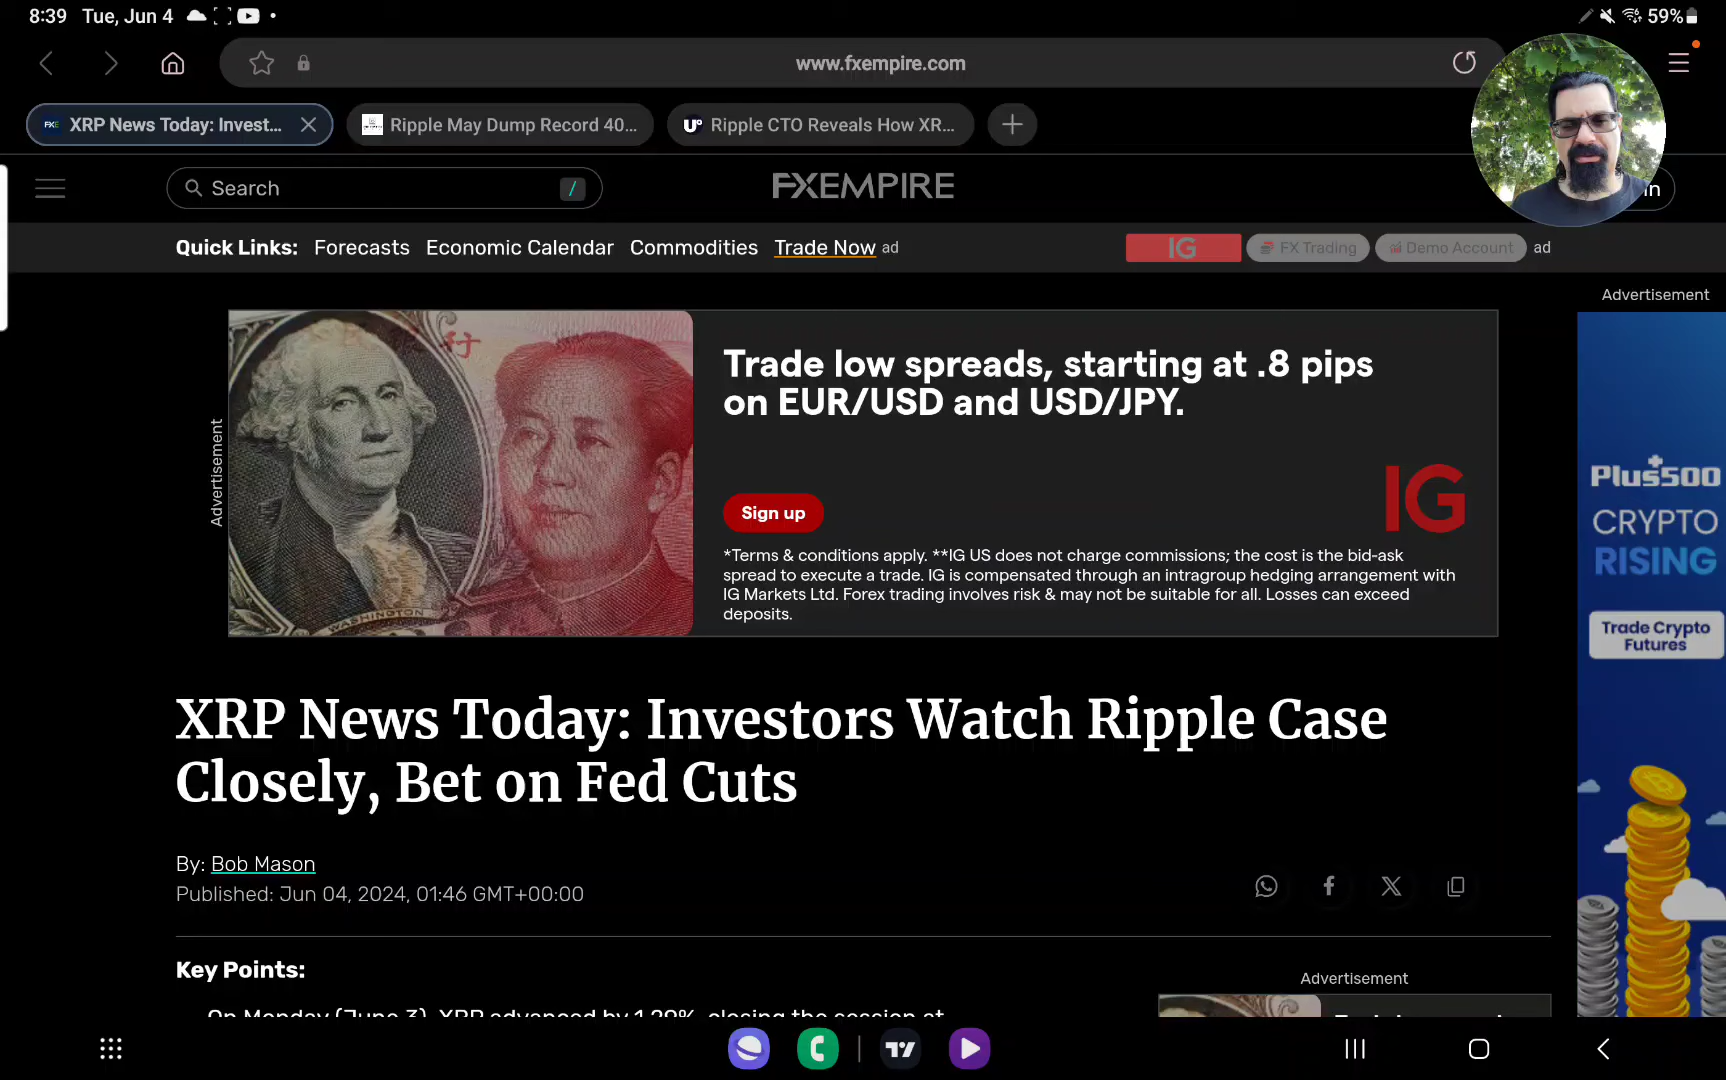 8:39 Tue, Jun 4
59%
www.fxempire.com
FXE XRP News Today: Invest...
Ripple May Dump Record 40...
U° Ripple CTO Reveals How XR...
Search /
FXEMPIRE
In
Quick Links: Forecasts Economic Calendar Commodities Trade Now ad
IG FX Trading Demo Account ad
Advertisement
Advertisement
WASHINGTON
Trade low spreads, starting at .8 pips
on EUR/USD and USD/JPY.
IG
Sign up
*Terms & conditions apply. **IG US does not charge commissions; the cost is the bid-ask
spread to execute a trade. IG is compensated through an intragroup hedging arrangement with
IG Markets Ltd. Forex trading involves risk & may not be suitable for all. Losses can exceed
deposits.
Plus500
CRYPTO
RISING
Trade Crypto
Futures
XRP News Today: Investors Watch Ripple Case
Closely, Bet on Fed Cuts
By: Bob Mason
Published: Jun 04, 2024, 01:46 GMT+00:00
Key Points:
Advertisement
On Monday (June 3), XRP advanced by 1.29%, closing the session at